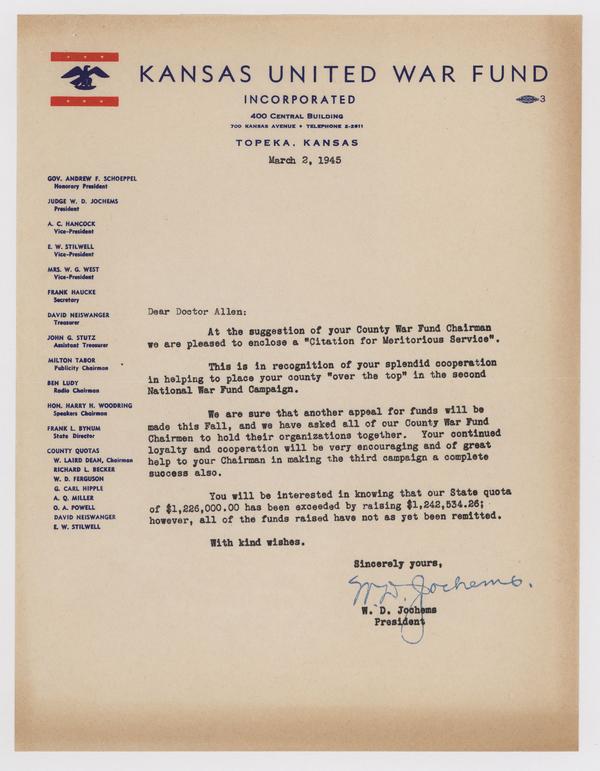 KANSAS UNITED WAR FUND
INCORPORATED
3
400 CENTRAL BUILDING
700 KANSAS AVENUE • TELEPHONE 2-2611
TOPEKA, KANSAS
March 2, 1945
GOV. ANDREW F. SCHOEPPEL
Honorary President
JUDGE W. D. JOCHEMS
President
A. C. HANCOCK
Vice-President
E. W. STILWELL
Vice-President
MRS. W. G. WEST
Vice-President
FRANK HAUCKE
Secretary
DAVID NEISWANGER
Treasurer
JOHN G. STUTZ
Assistant Treasurer
MILTON TABOR
Publicity Chairman
BEN LUDY
Radio Chairman
HON. HARRY H. WOODRING
Speakers Chairman
FRANK L. BYNUM
State Director
COUNTY QUOTAS
W. LAIRD DEAN, Chairman
RICHARD L. BECKER
W. D. FERGUSON
G. CARL HIPPLE
A. Q. MILLER
O. A. POWELL
DAVID NEISWANGER
E. W. STILWELL
Dear Doctor Allen:
At the suggestion of your County War Fund Chairman
we are pleased to enclose a "Citation for Meritorious Service".
This is in recognition of your splendid cooperation
in helping to place your county "over the top" in the second
National War Fund Campaign.
We are sure that another appeal for funds will be
made this Fall, and we have asked all of our County War Fund
Chairmen to hold their organizations together. Your continued
loyalty and cooperation will be very encouraging and of great
help to your Chairman in making the third campaign a complete
success also.
You will be interested in knowing that our State quota
of $1,226,000.00 has been exceeded by raising $1,242,534.26;
however, all of the funds raised have not as yet been remitted.
With kind wishes.
Sincerely yours,
W. D. Jochems.
W. D. Jochems
President